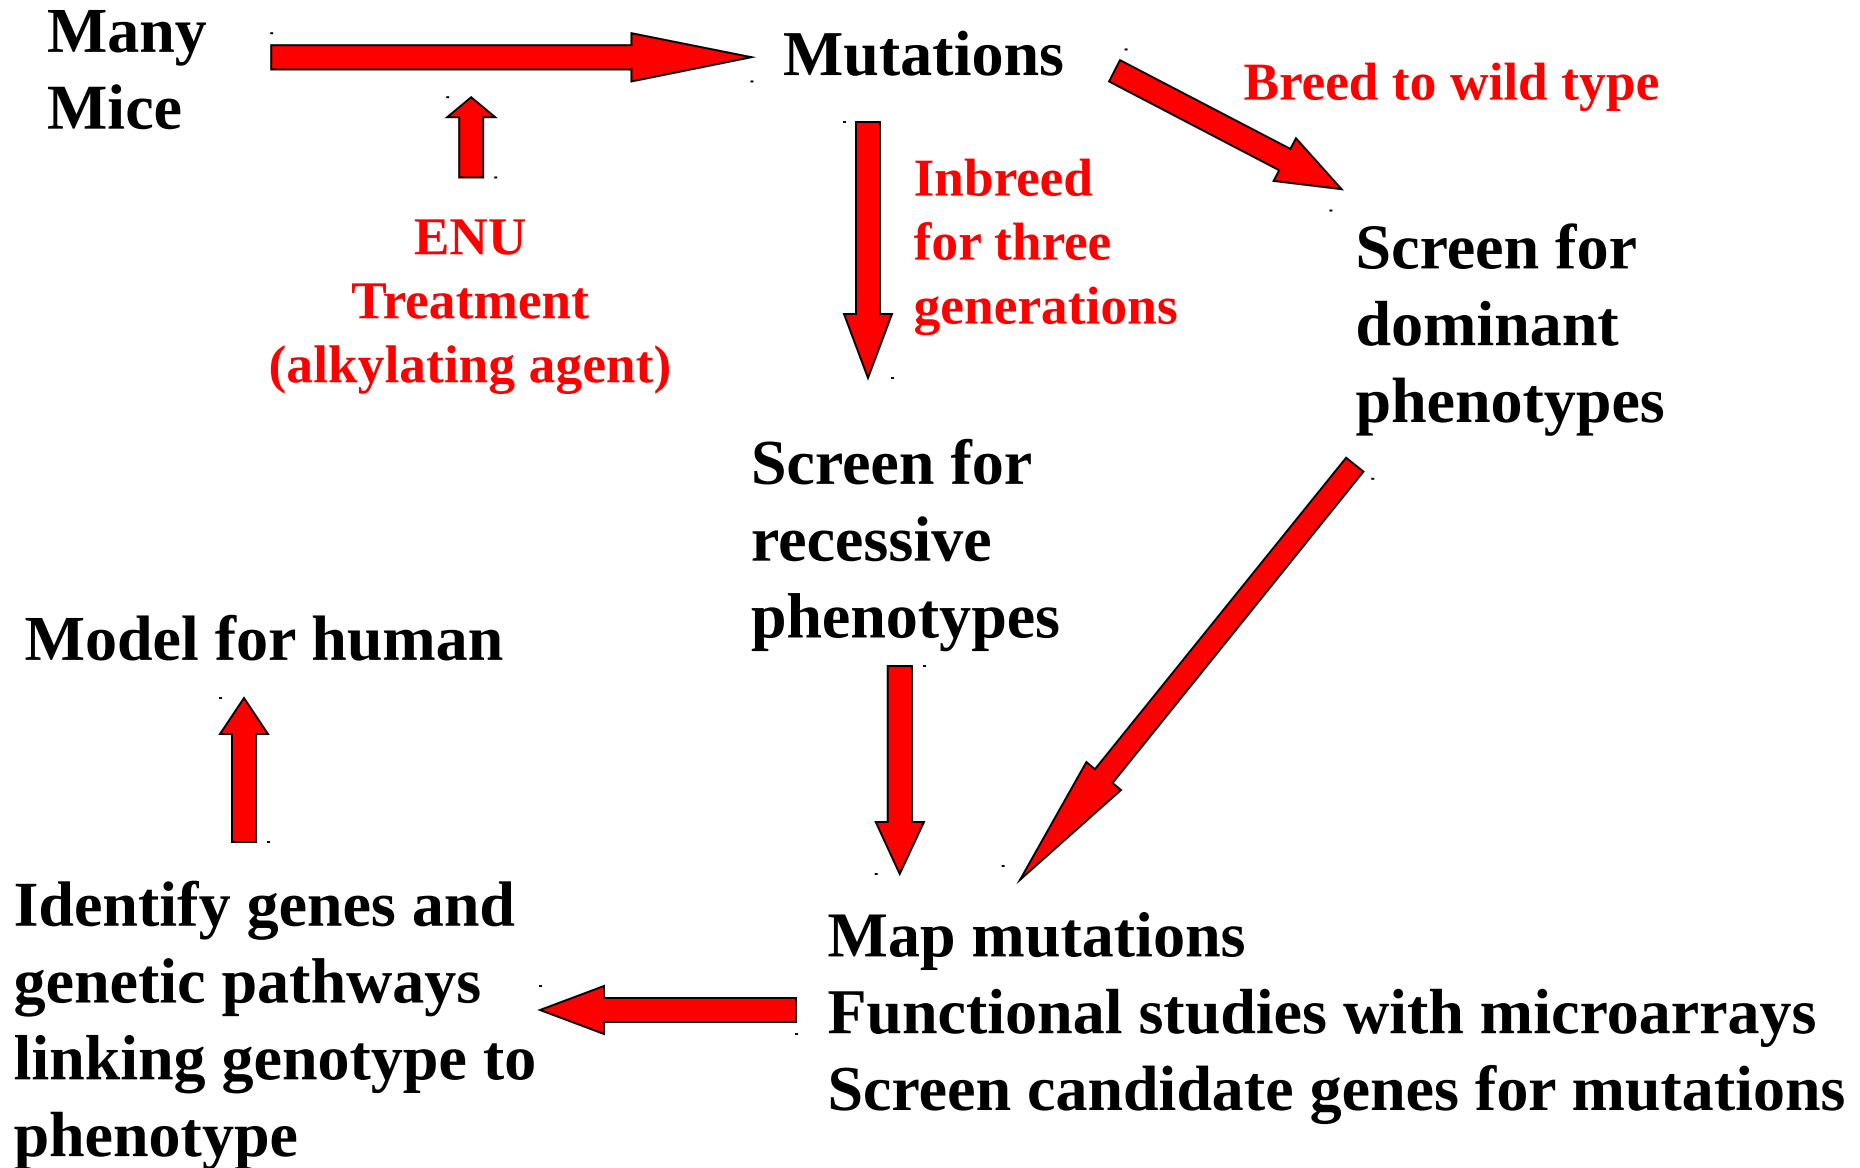 Many
Mice
Mutations
Breed to wild type
Inbreed
for three
generations
ENU
Treatment
(alkylating agent)
Screen for
dominant
phenotypes
Screen for
recessive
phenotypes
Model for human
Identify genes and
genetic pathways
linking genotype to
phenotype
Map mutations
Functional studies with microarrays
Screen candidate genes for mutations